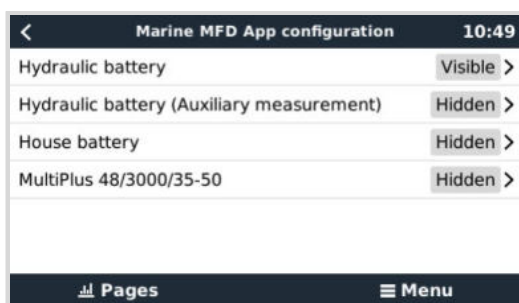 Marine MFD App configuration 10:49
Hydraulic battery Visible
Hydraulic battery (Auxiliary measurement) Hidden
House battery Hidden
MultiPlus 48/3000/35-50 Hidden
Pages Menu